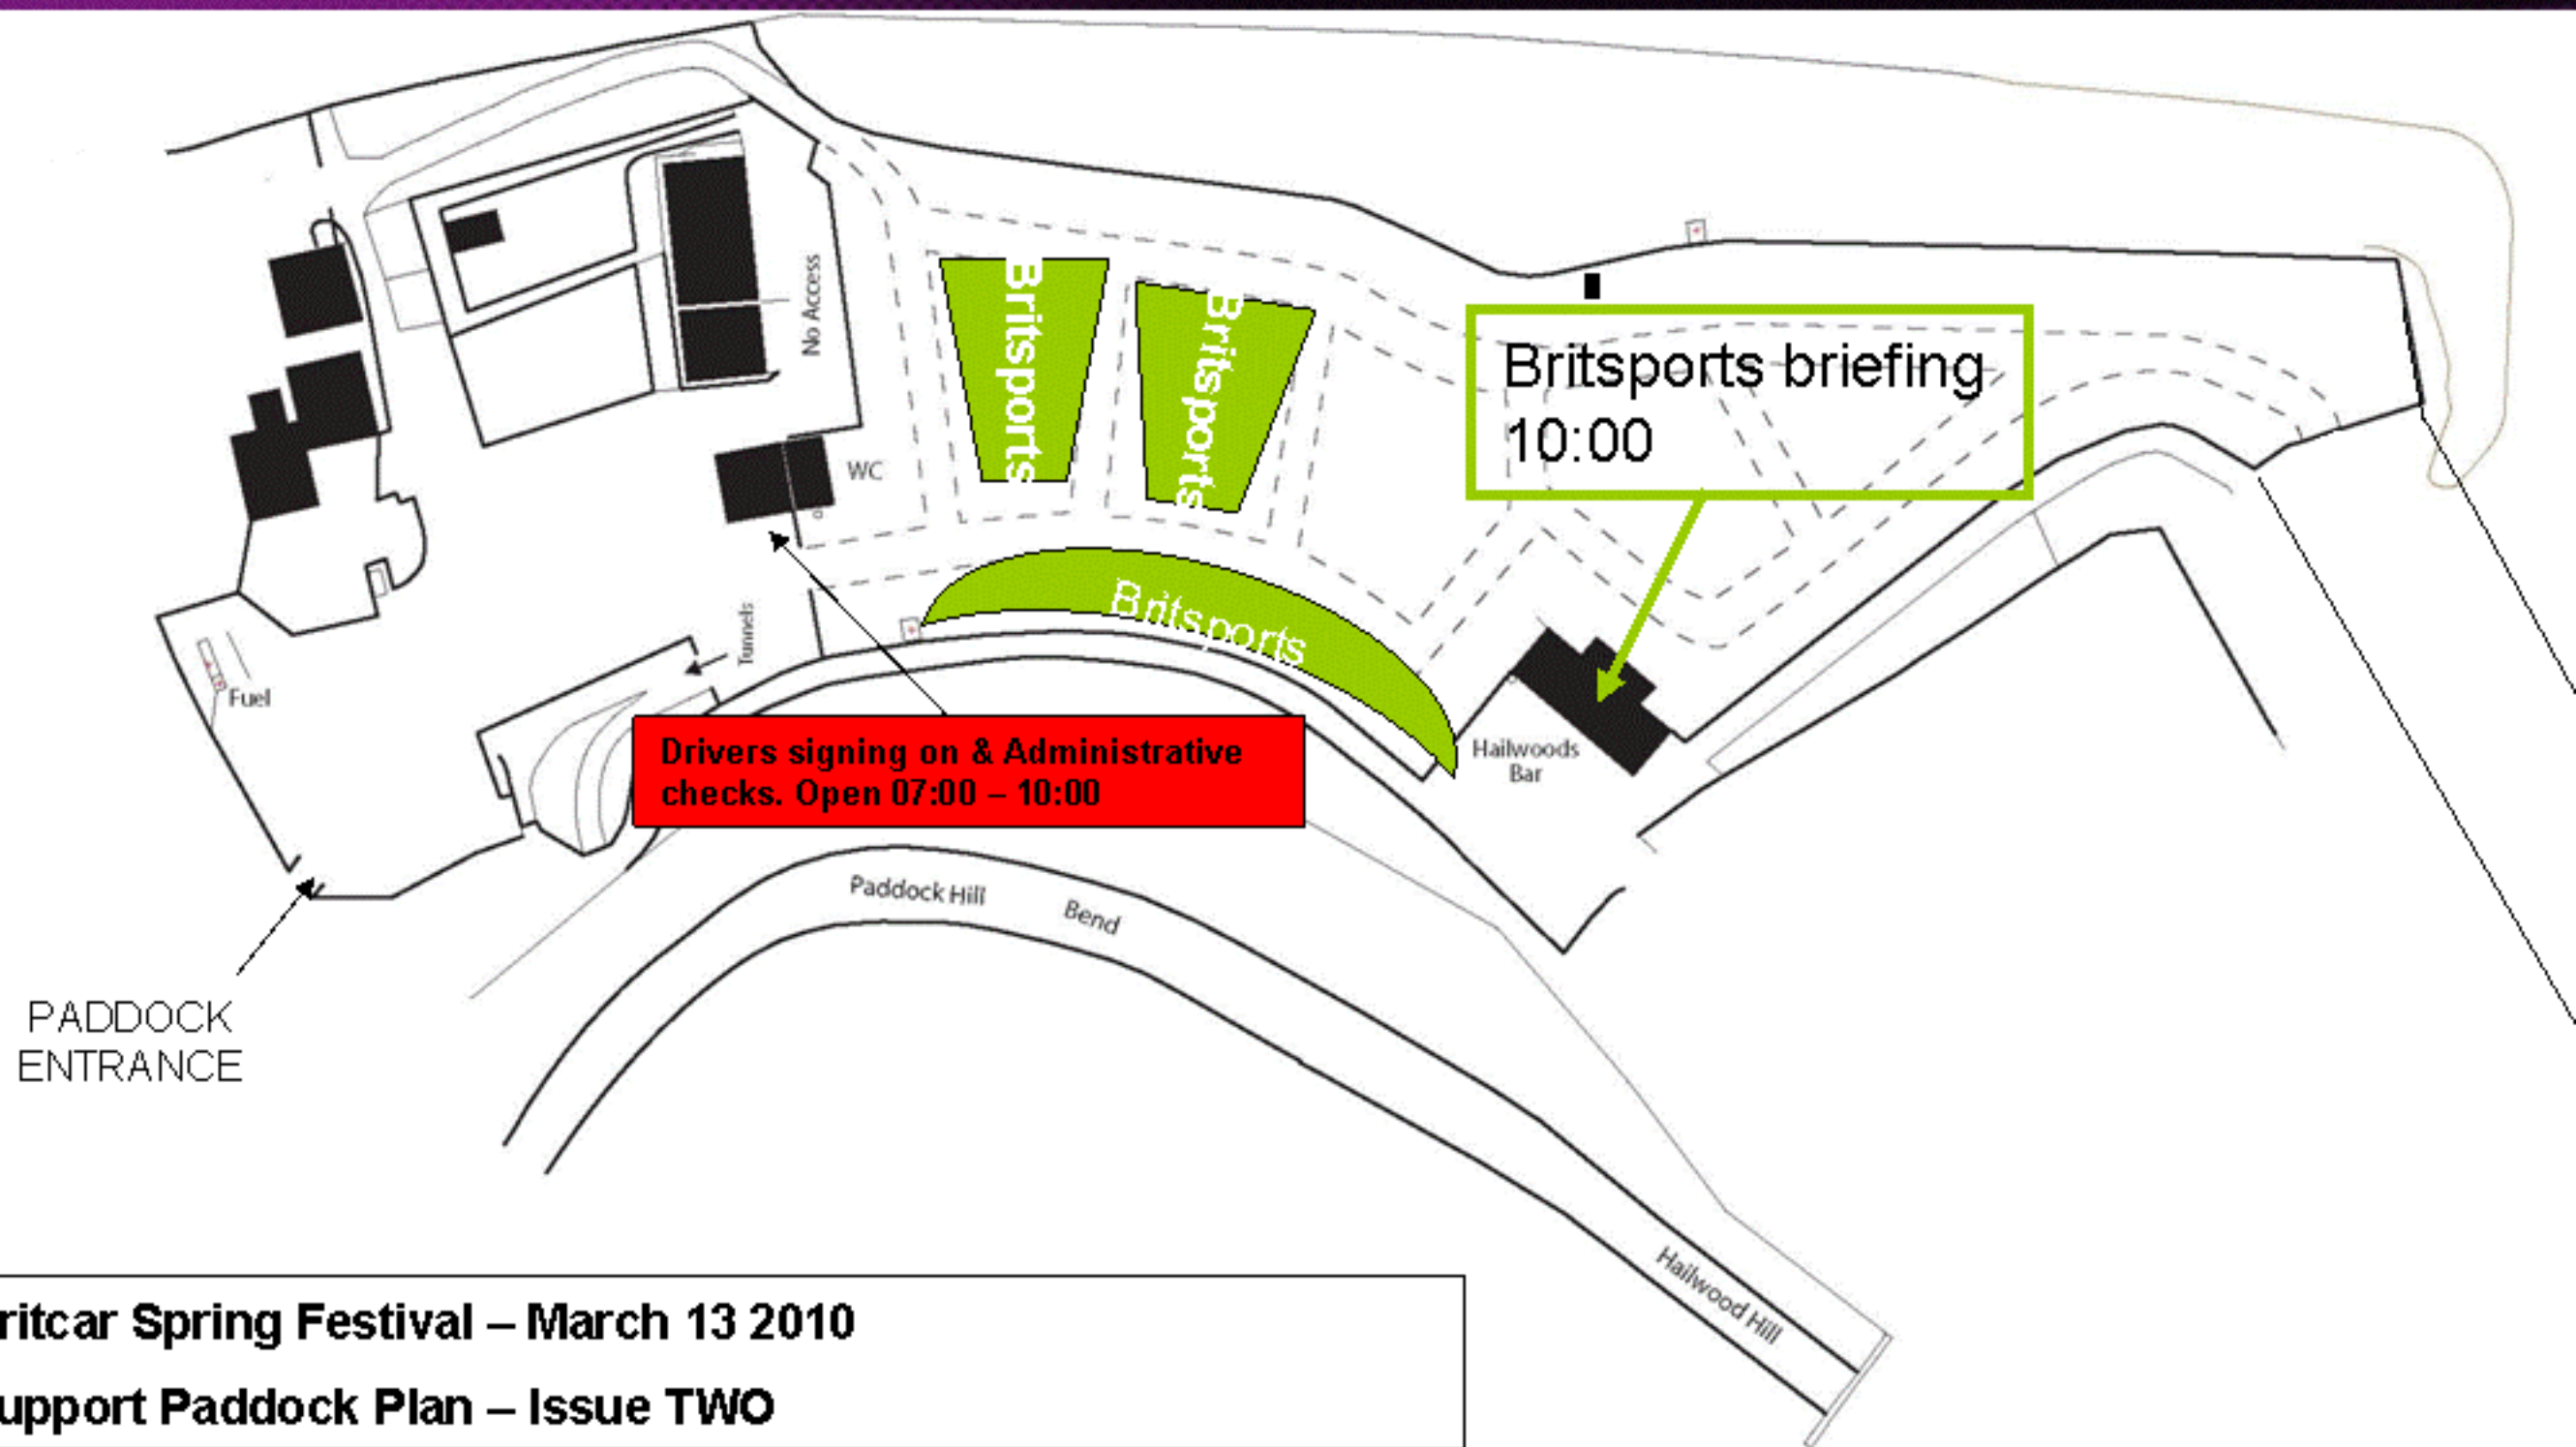 No Access
Britsports
Britsports
Britsports briefing
10:00
WC
Britsports
Tunnels
Fuel
Drivers signing on & Administrative
checks. Open 07:00 – 10:00
Hailwoods
Bar
Paddock Hill Bend
PADDOCK
ENTRANCE
Hailwood Hill
ritcar Spring Festival – March 13 2010
upport Paddock Plan – Issue TWO